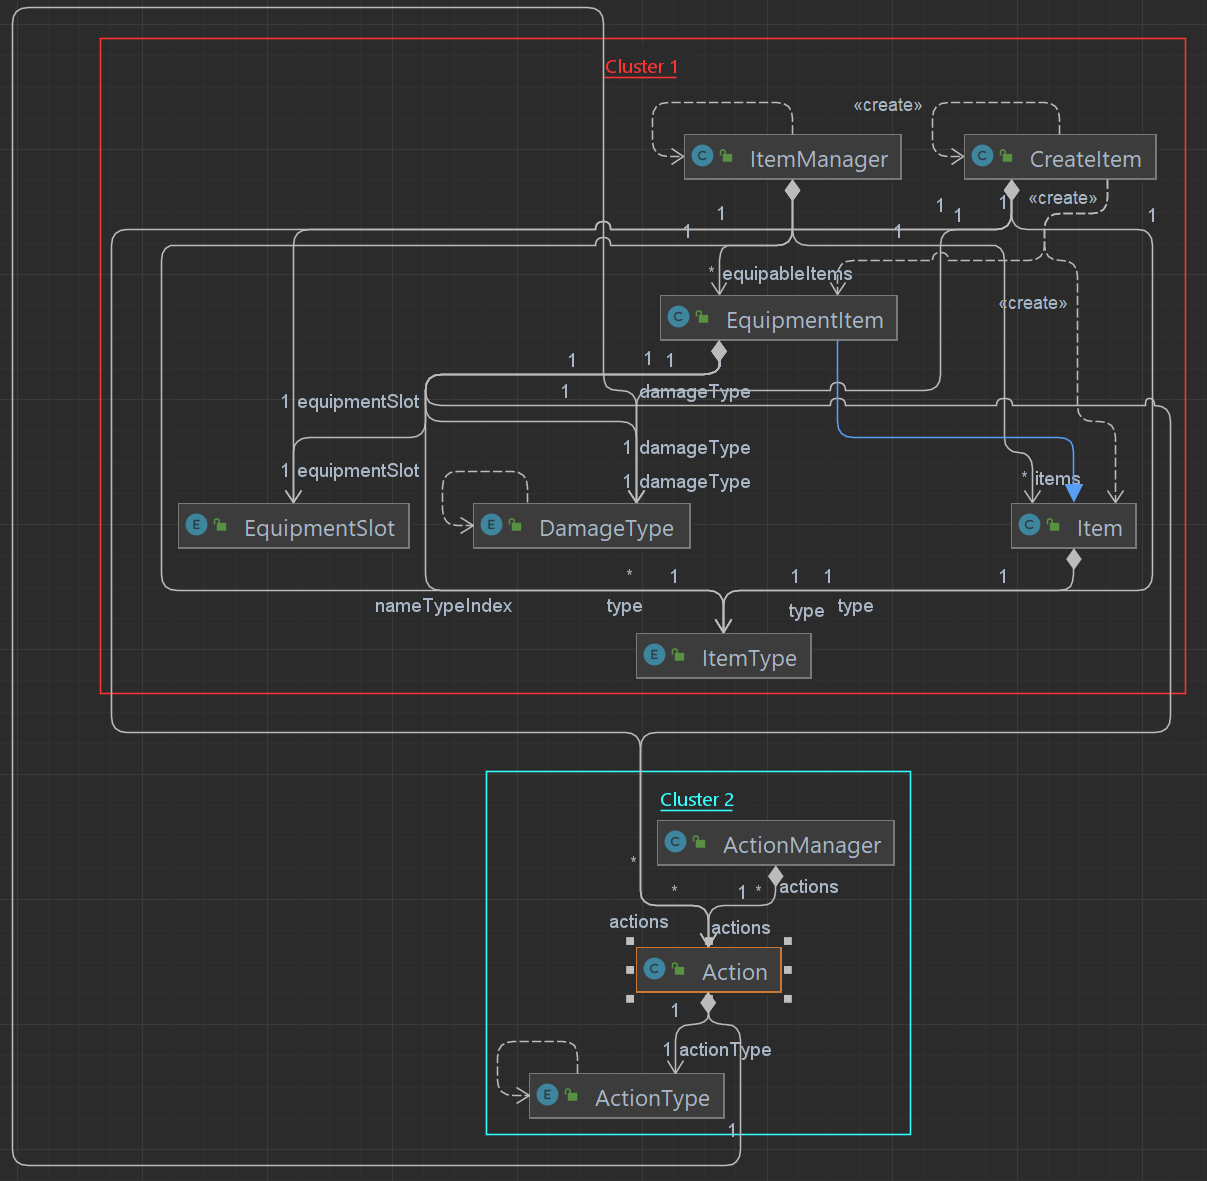 Cluster 1
«create»
C ItemManager
C CreateItem
«create»
1
1
1
1
1
1
1
* equipableItems
«create»
C EquipmentItem
1
1
1
1
damageType
1 equipmentSlot
1 damageType
1 equipmentSlot
1 damageType
* items
E EquipmentSlot
E DamageType
C Item
*
1
1
1
1
nameTypeIndex
type
type
type
E ItemType
Cluster 2
C ActionManager
*
*
1
*
actions
actions
actions
C Action
1
1 actionType
E ActionType
1